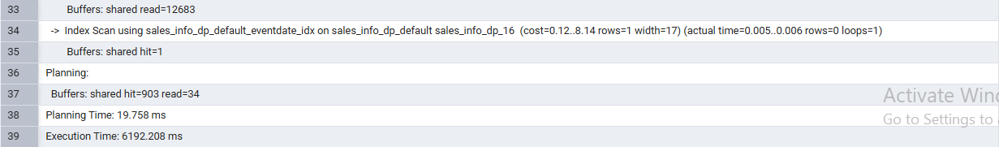 33 Buffers: shared read=12683
34 -> Index Scan using sales_info_dp_default_eventdate_idx on sales_info_dp_default sales_info_dp_16 (cost=0.12..8.14 rows=1 width=17) (actual time=0.005..0.006 rows=0 loops=1)
35 Buffers: shared hit=1
36 Planning:
37 Buffers: shared hit=903 read=34
38 Planning Time: 19.758 ms
39 Execution Time: 6192.208 ms
Activate Winc
Go to Settings to a